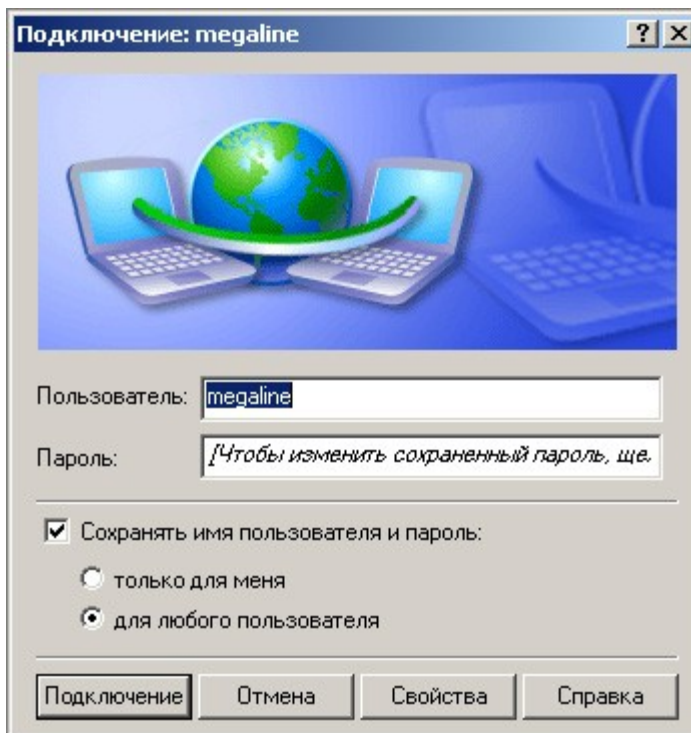 Подключение: megaline
Пользователь: megaline
Пароль: [Чтобы изменить сохраненный пароль, ще.
Сохранять имя пользователя и пароль:
только для меня
для любого пользователя
Подключение Отмена Свойства Справка